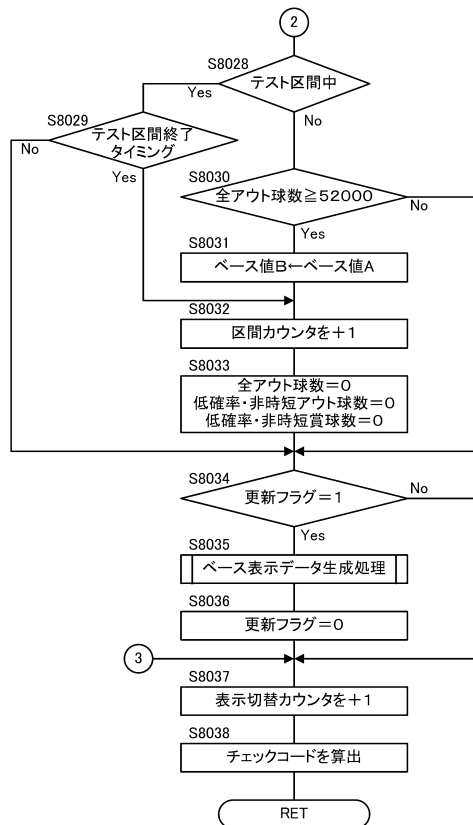 2
S8028
テスト区間中
Yes
No
S8029
テスト区間終了
タイミング
No
Yes
S8030
全アウト球数≧52000
No
Yes
S8031
ベース値B←ベース値A
S8032
区間カウンタを+1
S8033
全アウト球数=0
低確率・非時短アウト球数=0
低確率・非時短賞球数=0
S8034
更新フラグ=1
No
Yes
S8035
ベース表示データ生成処理
S8036
更新フラグ=0
3
S8037
表示切替カウンタを+1
S8038
チェックコードを算出
RET